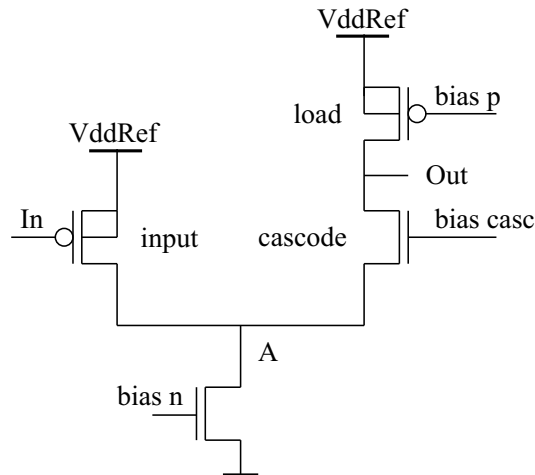 VddRef
bias p
load
VddRef
Out
In
input
cascode
bias casc
A
bias n